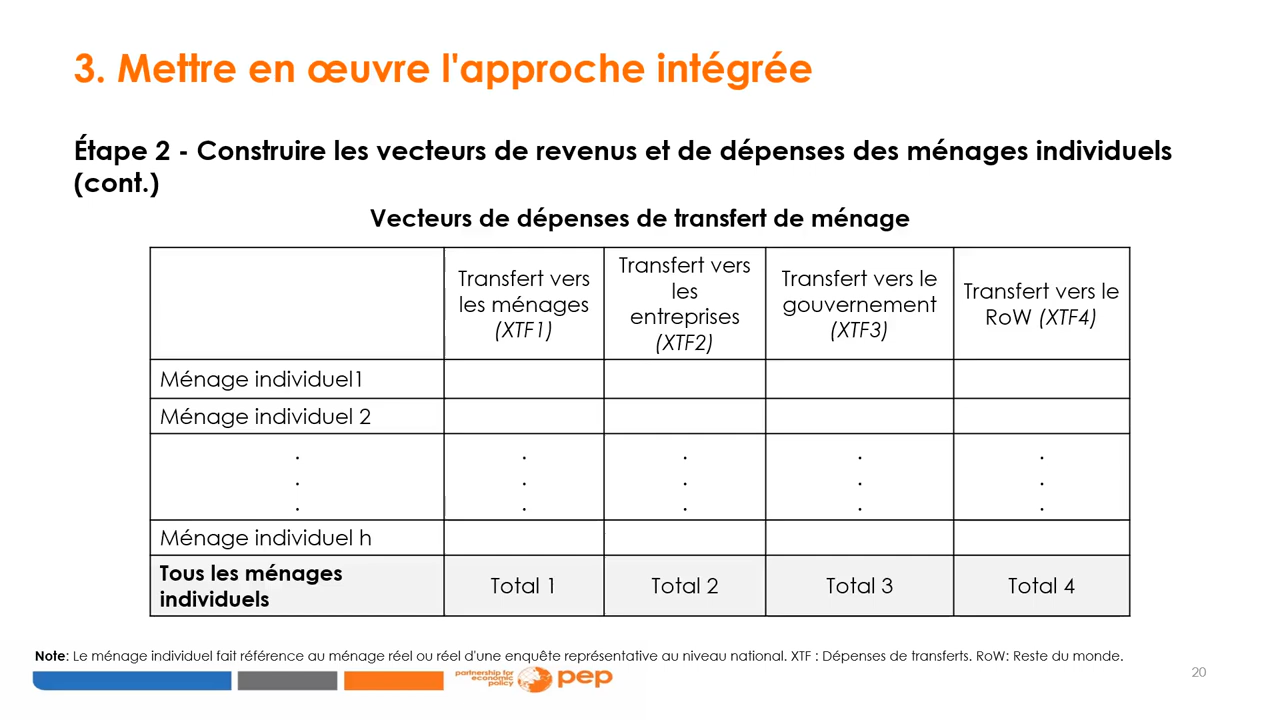 3. Mettre en œuvre l'approche intégrée
Étape 2 - Construire les vecteurs de revenus et de dépenses des ménages individuels
(cont.)
Vecteurs de dépenses de transfert de ménage
Transfert vers
les ménages
(XTF1)
Transfert vers
les
entreprises
(XTF2)
Transfert vers le
gouvernement
(XTF3)
Transfert vers le
RoW (XTF4)
Ménage individuel1
Ménage individuel 2
. . . . .
. . . . .
. . . . .
Ménage individuel h
Tous les ménages
individuels
Total 1
Total 2
Total 3
Total 4
Note: Le ménage individuel fait référence au ménage réel ou réel d'une enquête représentative au niveau national. XTF : Dépenses de transferts. RoW: Reste du monde.
partnership for
economic
policy
pep
20